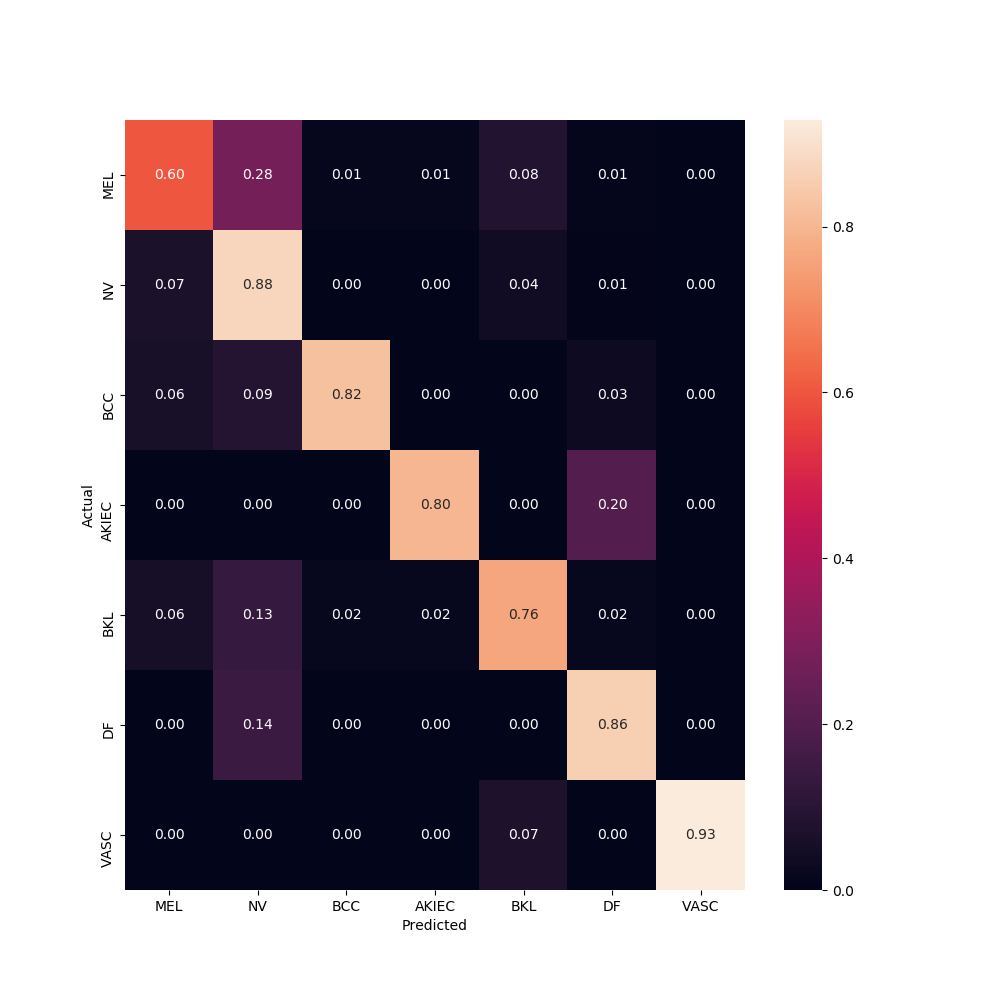 MEL 0.60 0.28 0.01 0.01 0.08 0.01 0.00
NV 0.07 0.88 0.00 0.00 0.04 0.01 0.00
BCC 0.06 0.09 0.82 0.00 0.00 0.03 0.00
Actual
AKIEC 0.00 0.00 0.00 0.80 0.00 0.20 0.00
BKL 0.06 0.13 0.02 0.02 0.76 0.02 0.00
DF 0.00 0.14 0.00 0.00 0.00 0.86 0.00
VASC 0.00 0.00 0.00 0.00 0.07 0.00 0.93
MEL NV BCC AKIEC BKL DF VASC
Predicted
0.8
0.6
0.4
0.2
0.0